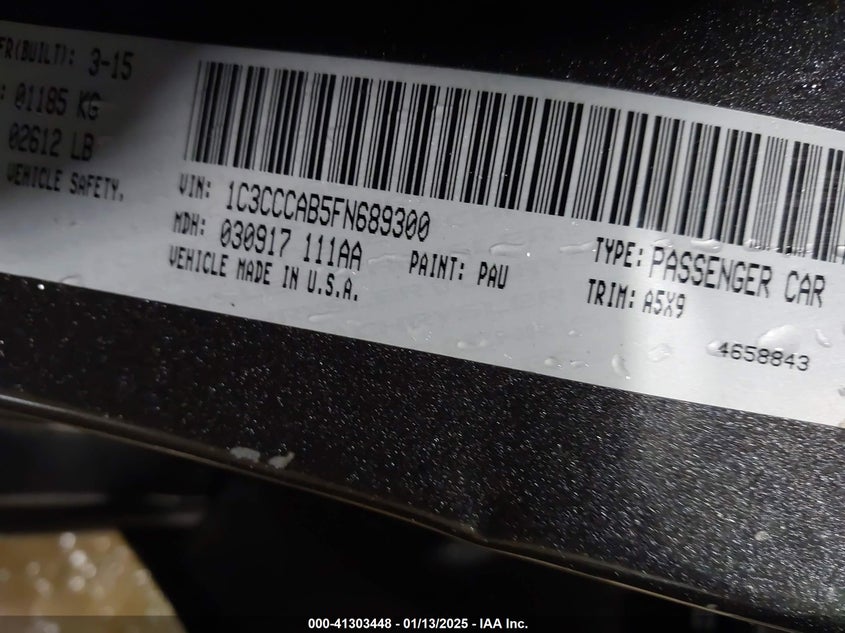 FR(BUILT): 3-15
: 01185 KG
02612 LB
VEHICLE SAFETY.
VIN: 1C3CCCAB5FN689300
MDH: 030917 111AA
VEHICLE MADE IN U.S.A.
PAINT: PAU
TYPE: PASSENGER CAR
TRIM: A5X9
4658843
000-41303448 - 01/13/2025 - IAA Inc.